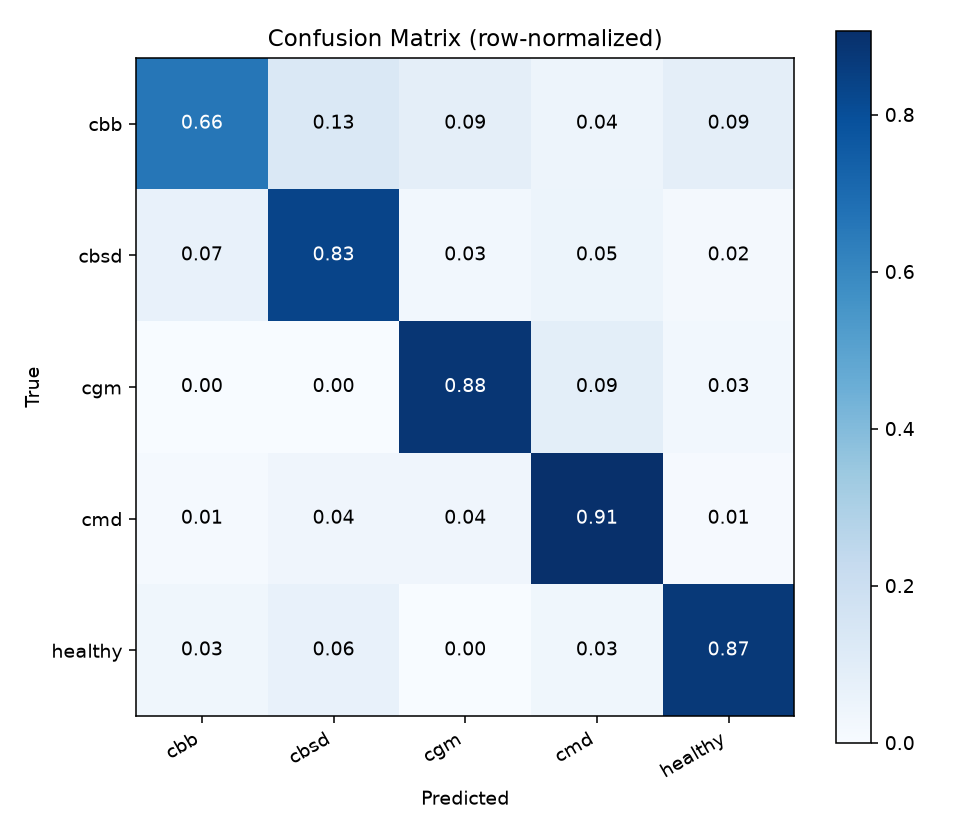 Confusion Matrix (row-normalized)
cbb 0.66 0.13 0.09 0.04 0.09
cbsd 0.07 0.83 0.03 0.05 0.02
cgm 0.00 0.00 0.88 0.09 0.03
cmd 0.01 0.04 0.04 0.91 0.01
healthy 0.03 0.06 0.00 0.03 0.87
cbb cbsd cgm cmd healthy
Predicted
True
0.8
0.6
0.4
0.2
0.0